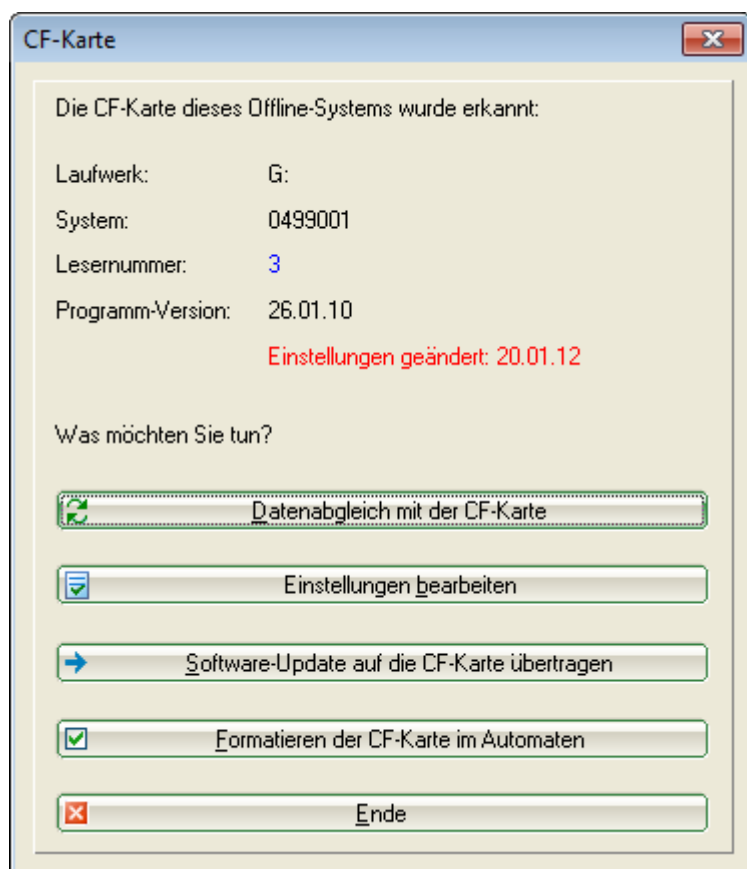 CF-Karte
Die CF-Karte dieses Offline-Systems wurde erkannt:
Laufwerk: G:
System: 0499001
Lesernummer: 3
Programm-Version: 26.01.10
Einstellungen geändert: 20.01.12
Was möchten Sie tun?
Datenabgleich mit der CF-Karte
Einstellungen bearbeiten
Software-Update auf die CF-Karte übertragen
Formatieren der CF-Karte im Automaten
Ende